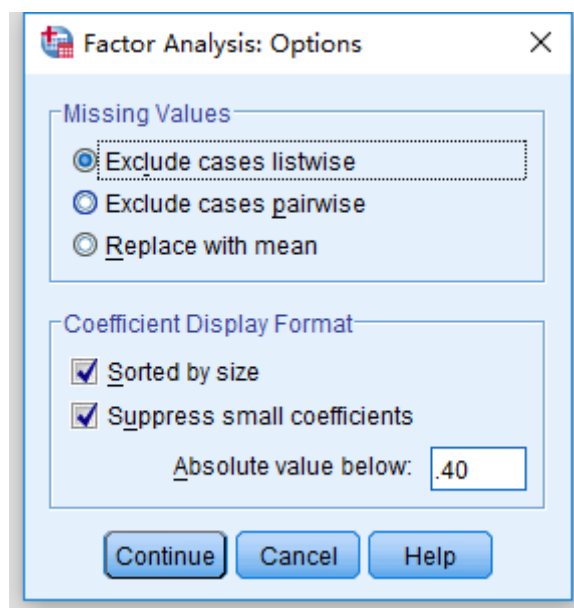 Factor Analysis: Options
Missing Values
Exclude cases listwise
Exclude cases pairwise
Replace with mean
Coefficient Display Format
Sorted by size
Suppress small coefficients
Absolute value below: .40
Continue Cancel Help